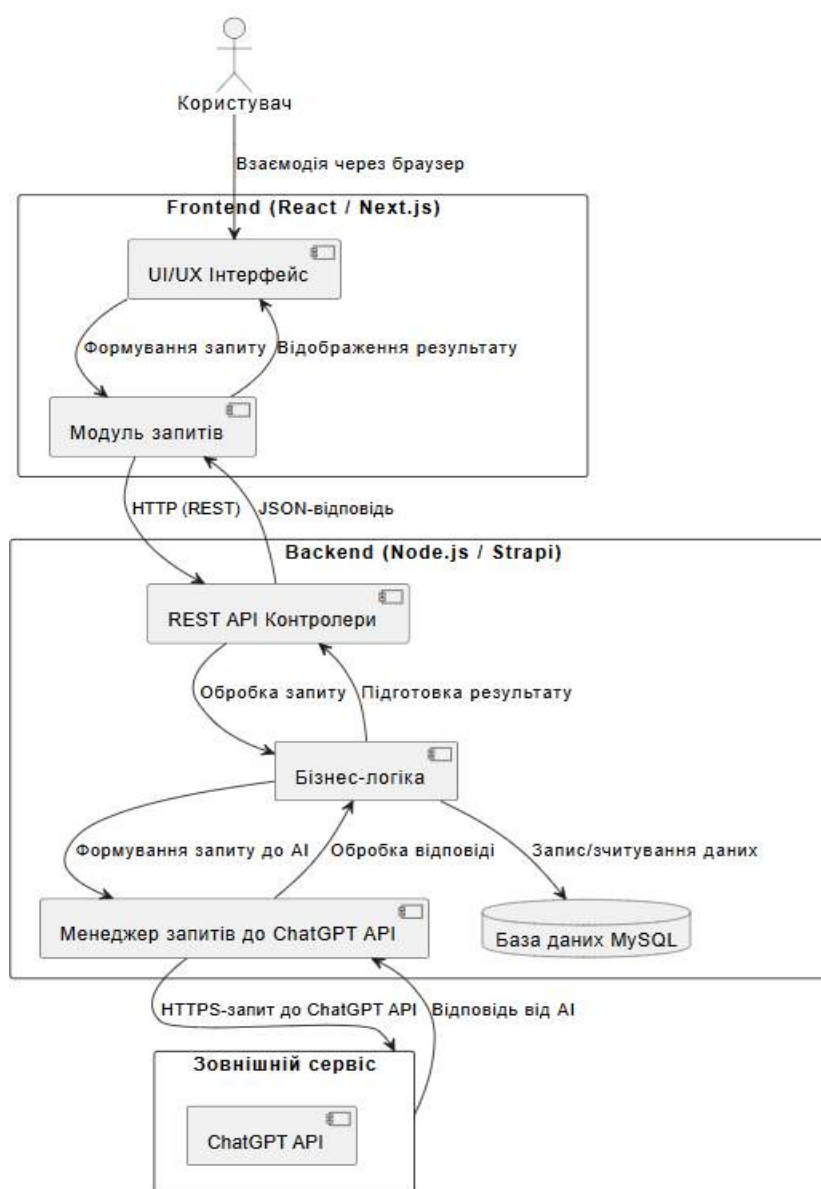 Користувач
Взаємодія через браузер
Frontend (React / Next.js)
UI/UX Інтерфейс
Формування запиту
Відображення результату
Модуль запитів
HTTP (REST)
JSON-відповідь
Backend (Node.js / Strapi)
REST API Контролери
Обробка запиту
Підготовка результату
Бізнес-логіка
Формування запиту до AI
Обробка відповіді
Запис/зчитування даних
Менеджер запитів до ChatGPT API
База даних MySQL
HTTPS-запит до ChatGPT API
Відповідь від AI
Зовнішній сервіс
ChatGPT API